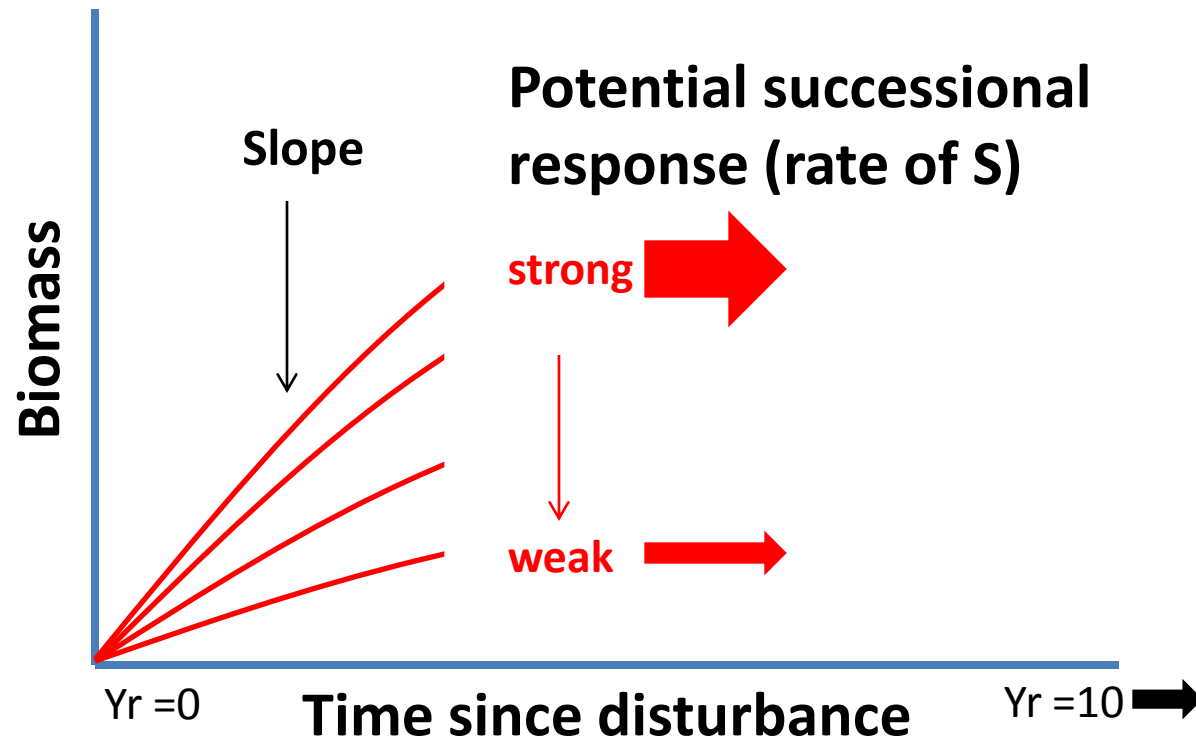 Potential successional
response (rate of S)
Slope
strong
weak
Biomass
Yr =0
Time since disturbance
Yr =10